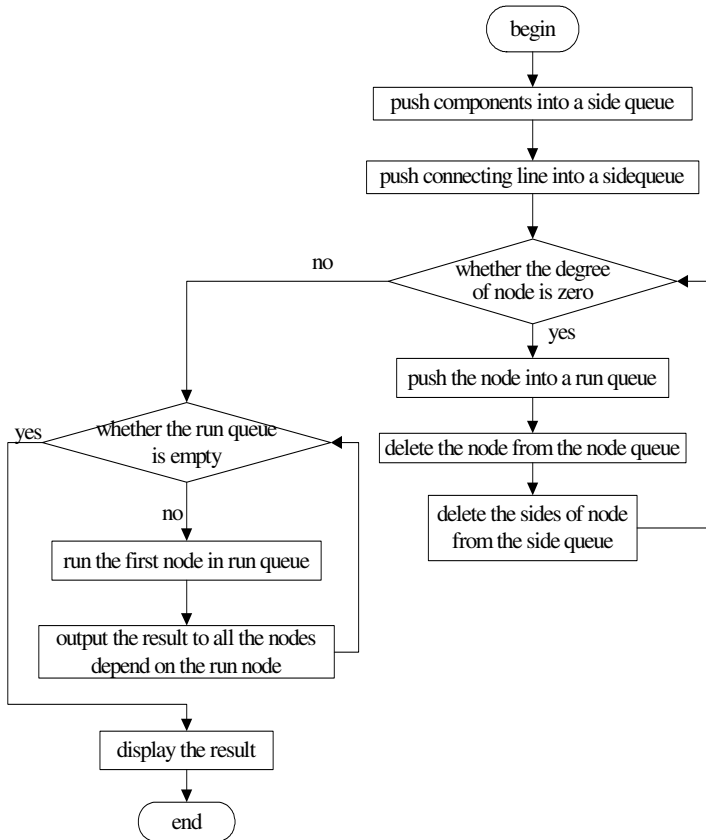 begin
push components into a side queue
push connecting line into a sidequeue
no
whether the degree
of node is zero
yes
push the node into a run queue
yes
whether the run queue
is empty
delete the node from the node queue
no
delete the sides of node
from the side queue
run the first node in run queue
output the result to all the nodes
depend on the run node
display the result
end